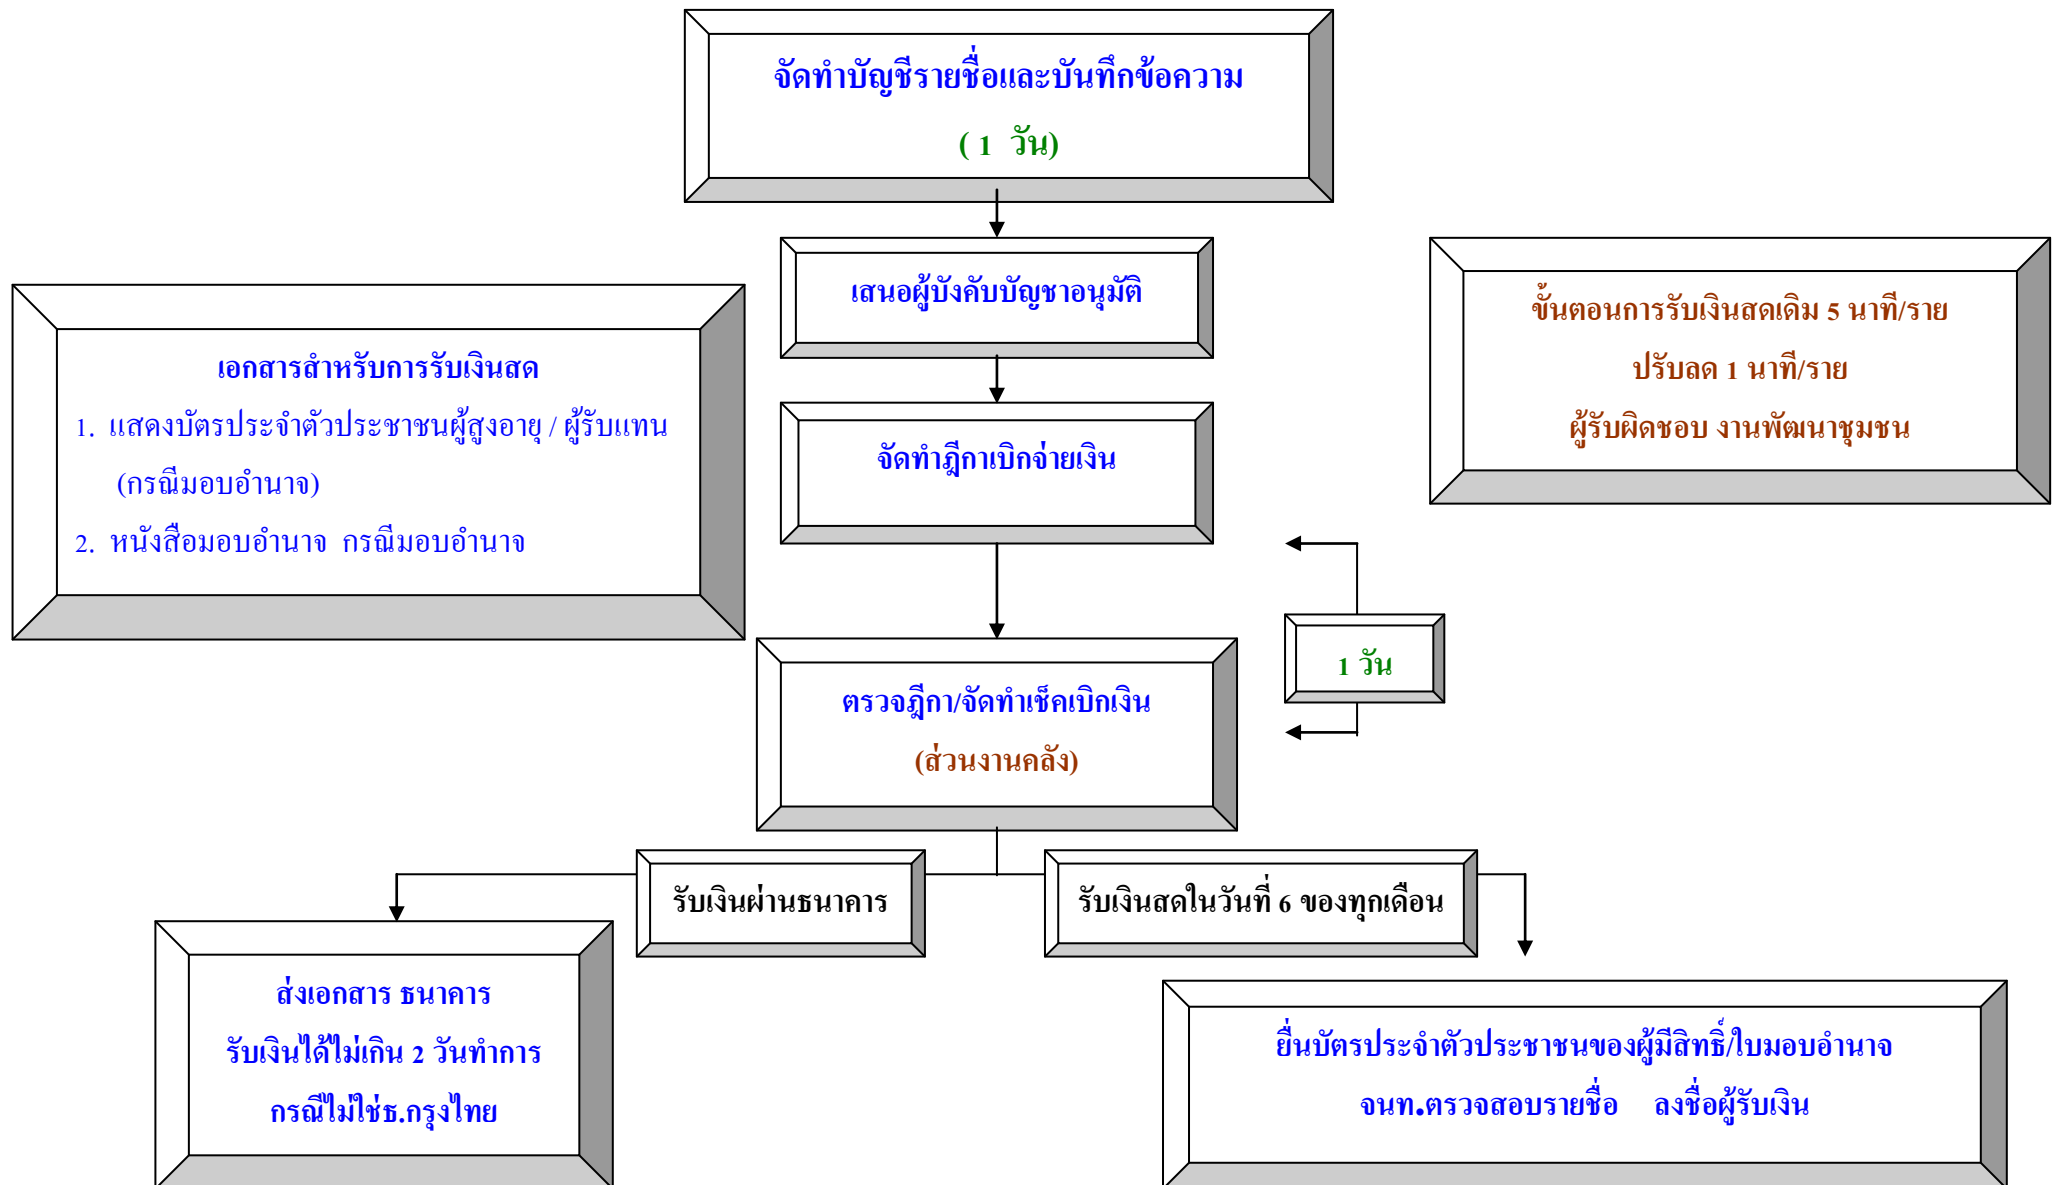 จัดทำบัญชีรายชื่อและบันทึกข้อความ
( 1 วัน)
เสนอผู้บังคับบัญชาอนุมัติ
ขั้นตอนการรับเงินสดเดิม 5 นาที/ราย
ปรับลด 1 นาที/ราย
ผู้รับผิดชอบ งานพัฒนาชุมชน
เอกสารสำหรับการรับเงินสด
1. แสดงบัตรประจำตัวประชาชนผู้สูงอายุ / ผู้รับแทน
(กรณีมอบอำนาจ)
2. หนังสือมอบอำนาจ กรณีมอบอำนาจ
จัดทำฎีกาเบิกจ่ายเงิน
1 วัน
ตรวจฎีกา/จัดทำเช็คเบิกเงิน
(ส่วนงานคลัง)
รับเงินผ่านธนาคาร
รับเงินสดในวันที่ 6 ของทุกเดือน
ส่งเอกสาร ธนาคาร
รับเงินได้ไม่เกิน 2 วันทำการ
กรณีไม่ใช่ธ.กรุงไทย
ยื่นบัตรประจำตัวประชาชนของผู้มีสิทธิ์/ใบมอบอำนาจ
จนท.ตรวจสอบรายชื่อ ลงชื่อผู้รับเงิน